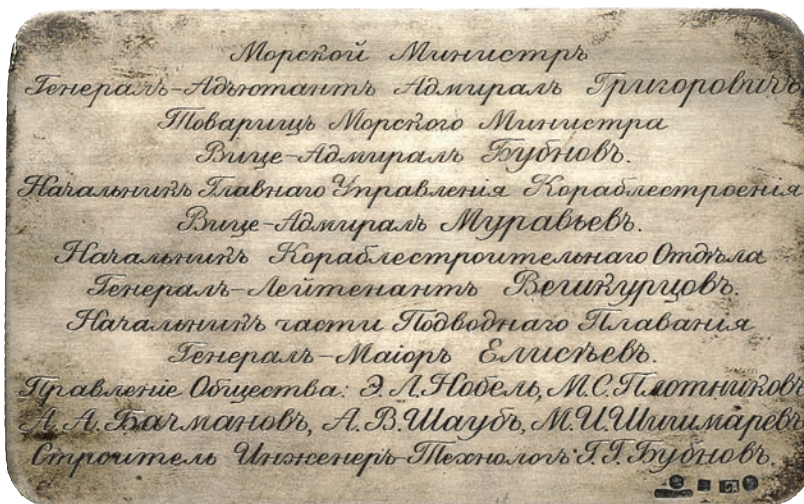 Морской Министръ
Генералъ-Адъютантъ Адмиралъ Григоровичъ
Товарищъ Морского Министра
Вице-Адмиралъ Бубновъ.
Начальникъ Главнаго Управленія Кораблестроенія
Вице-Адмиралъ Муравьевъ.
Начальникъ Кораблестроительнаго Отдѣла
Генералъ-Лейтенантъ Вешкурцовъ.
Начальникъ части Подводнаго Плаванія
Генералъ-Маіоръ Елисѣевъ.
Правленіе Общества: Э.Л.Нобель, М.С.Плотниковъ
А.А.Бачмановъ, А.В.Шаубъ, М.И.Шишмаревъ
Строитель Инженеръ-Технологъ: Г.Г.Бубновъ.